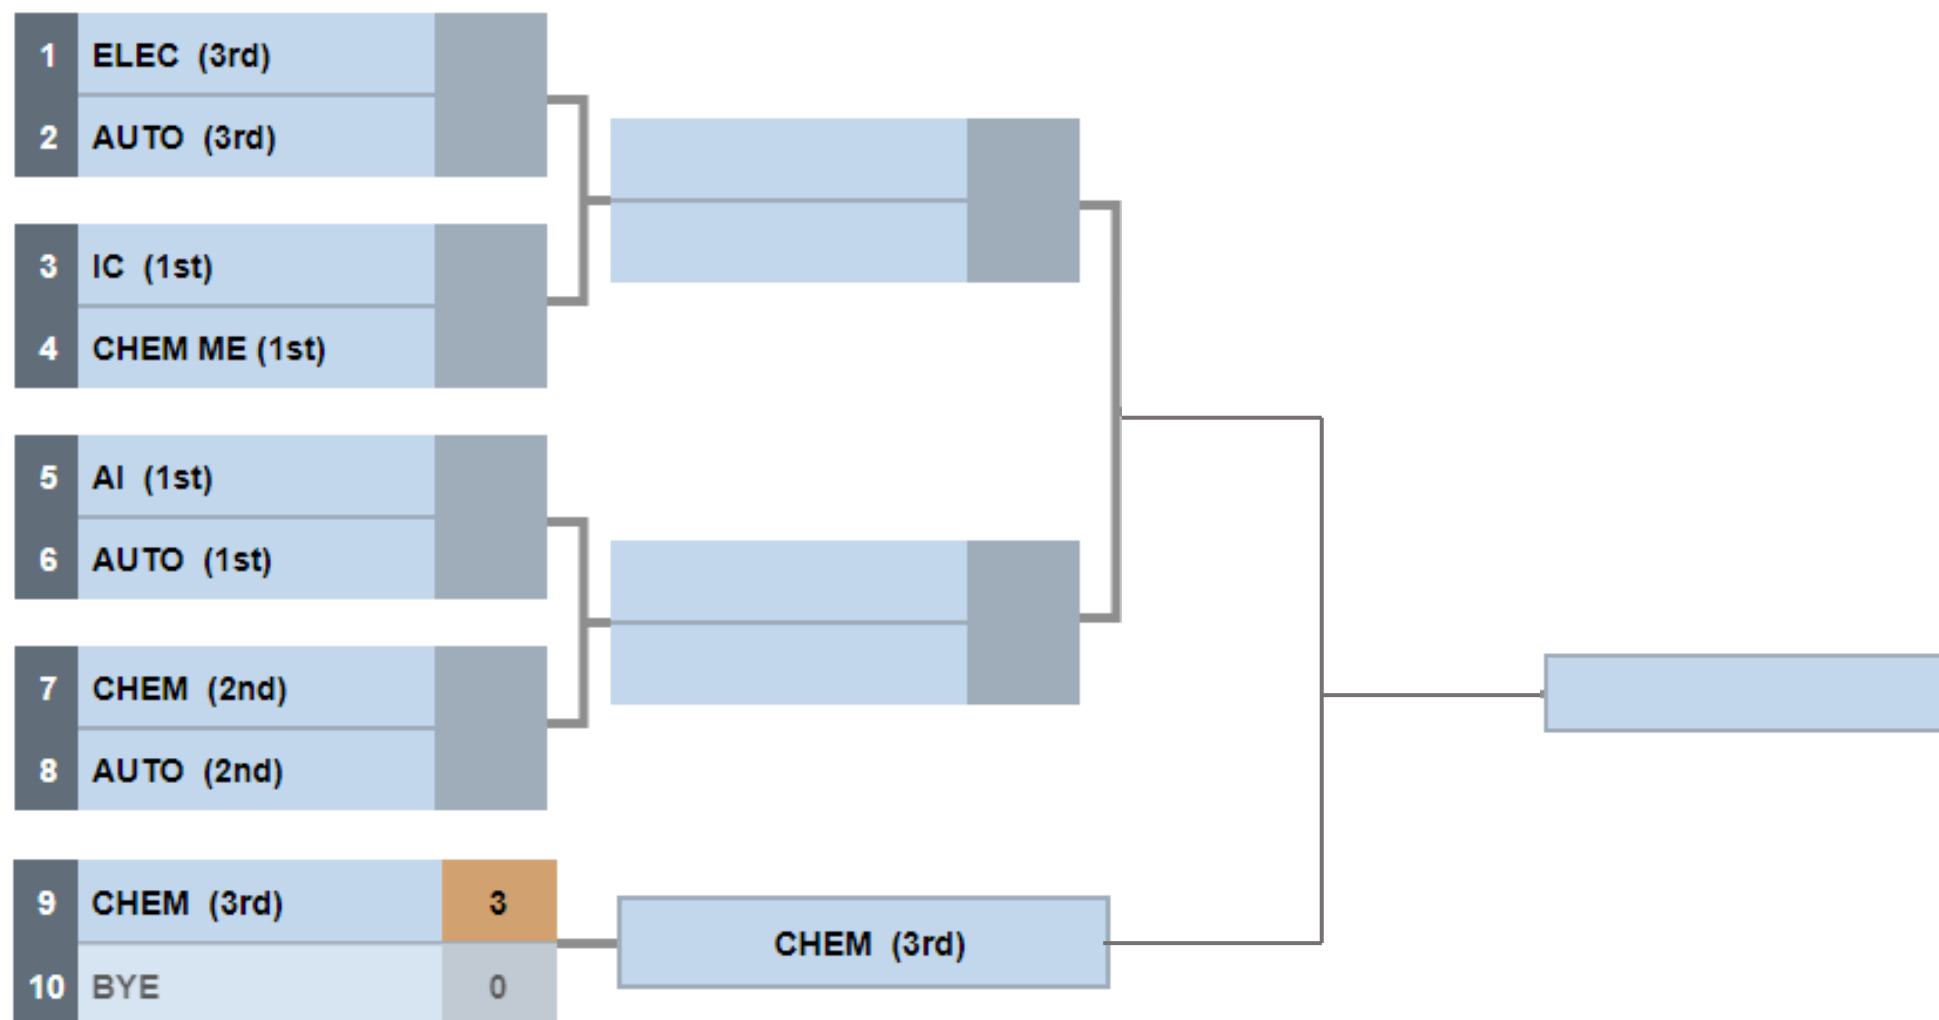 1 ELEC (3rd)
2 AUTO (3rd)
3 IC (1st)
4 CHEM ME (1st)
5 AI (1st)
6 AUTO (1st)
7 CHEM (2nd)
8 AUTO (2nd)
9 CHEM (3rd) 3
10 BYE 0
CHEM (3rd)